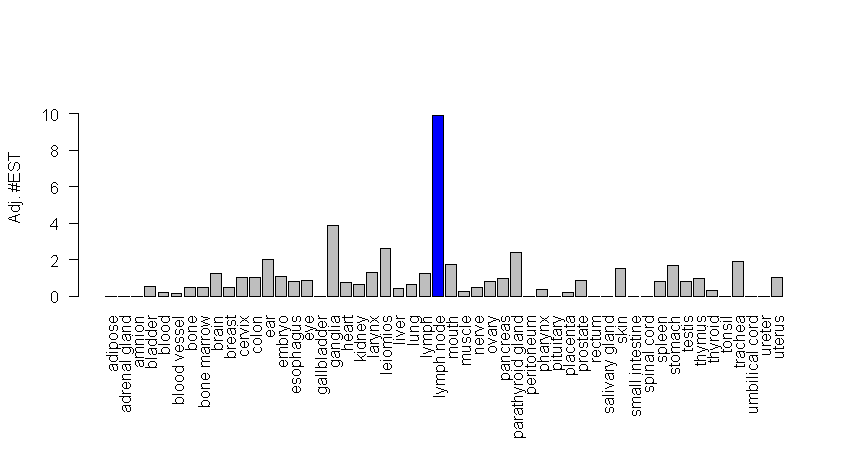 Adj. #EST
10
8
6
4
2
0
adipose
adrenal gland
amnion
bladder
blood
blood vessel
bone
bone marrow
brain
breast
cervix
colon
ear
embryo
esophagus
eye
gallbladder
ganglia
heart
kidney
larynx
leiomios
liver
lung
lymph
lymph node
mouth
muscle
nerve
ovary
pancreas
parathyroid gland
peritoneum
pharynx
pituitary
placenta
prostate
rectum
salivary gland
skin
small intestine
spinal cord
spleen
stomach
testis
thymus
thyroid
tonsil
trachea
umbilical cord
ureter
uterus